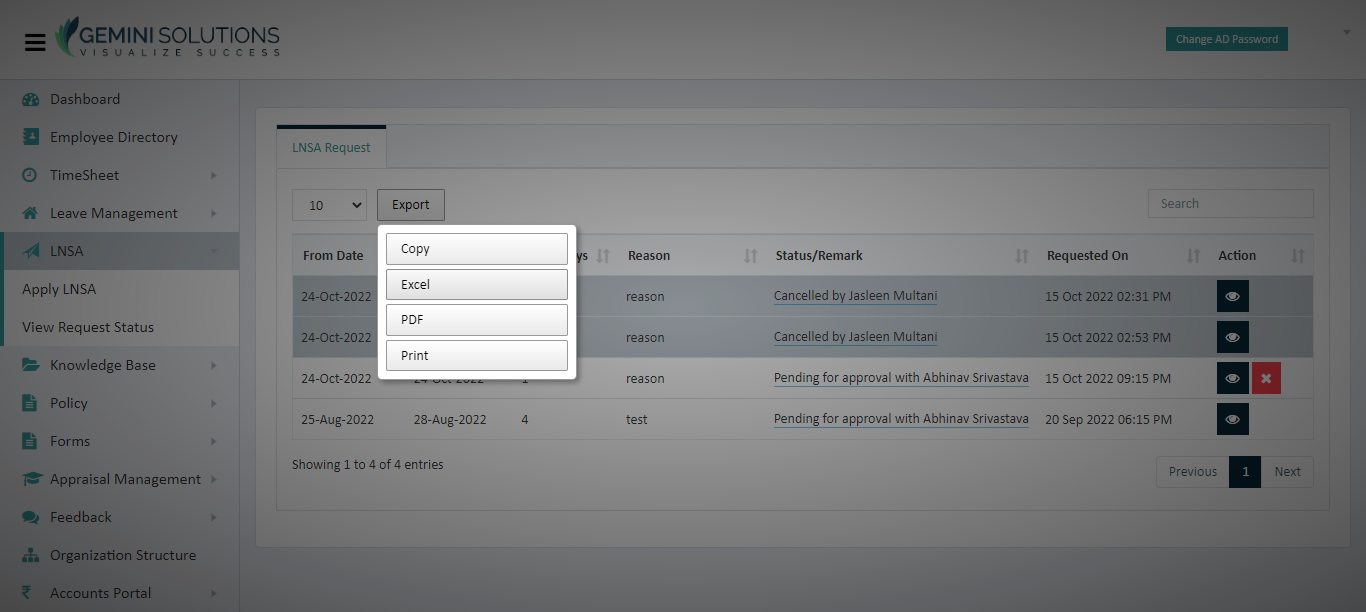 GEMINI SOLUTIONS
VISUALIZE SUCCESS
Change AD Password
Dashboard
Employee Directory
TimeSheet
Leave Management
LNSA
Apply LNSA
View Request Status
Knowledge Base
Policy
Forms
Appraisal Management
Feedback
Organization Structure
Accounts Portal
LNSA Request
10 Export Search
Copy
Excel
PDF
Print
From Date ys Reason Status/Remark Requested On Action
24-Oct-2022 reason Cancelled by Jasleen Multani 15 Oct 2022 02:31 PM
24-Oct-2022 reason Cancelled by Jasleen Multani 15 Oct 2022 02:53 PM
24-Oct-2022 24-Oct-2022 1 reason Pending for approval with Abhinav Srivastava 15 Oct 2022 09:15 PM
25-Aug-2022 28-Aug-2022 4 test Pending for approval with Abhinav Srivastava 20 Sep 2022 06:15 PM
Showing 1 to 4 of 4 entries
Previous 1 Next